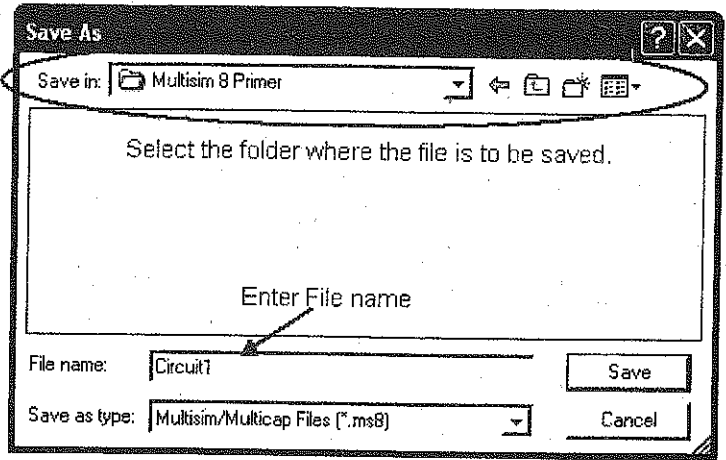 Save As
Save in: Multisim 8 Primer
Select the folder where the file is to be saved.
Enter File name
File name: Circuit1 Save
Save as type: Multisim/Multicap Files (*.ms8) Cancel